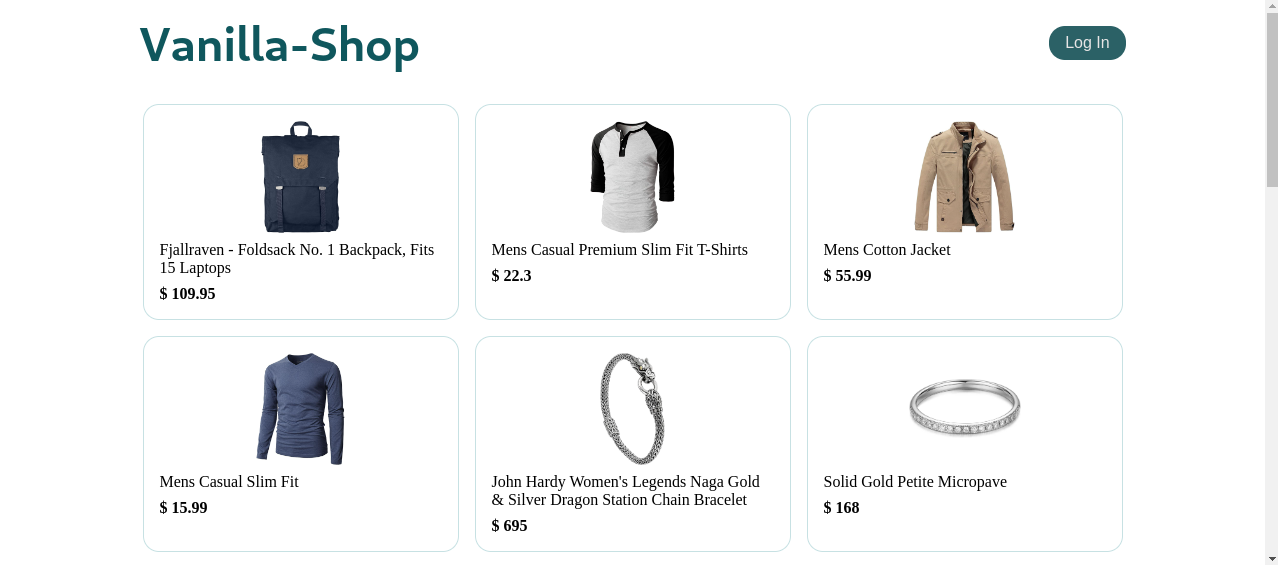 Vanilla-Shop
Log In
Fjallraven - Foldsack No. 1 Backpack, Fits
15 Laptops
$ 109.95
Mens Casual Premium Slim Fit T-Shirts
$ 22.3
Mens Cotton Jacket
$ 55.99
Mens Casual Slim Fit
$ 15.99
John Hardy Women's Legends Naga Gold
& Silver Dragon Station Chain Bracelet
$ 695
Solid Gold Petite Micropave
$ 168